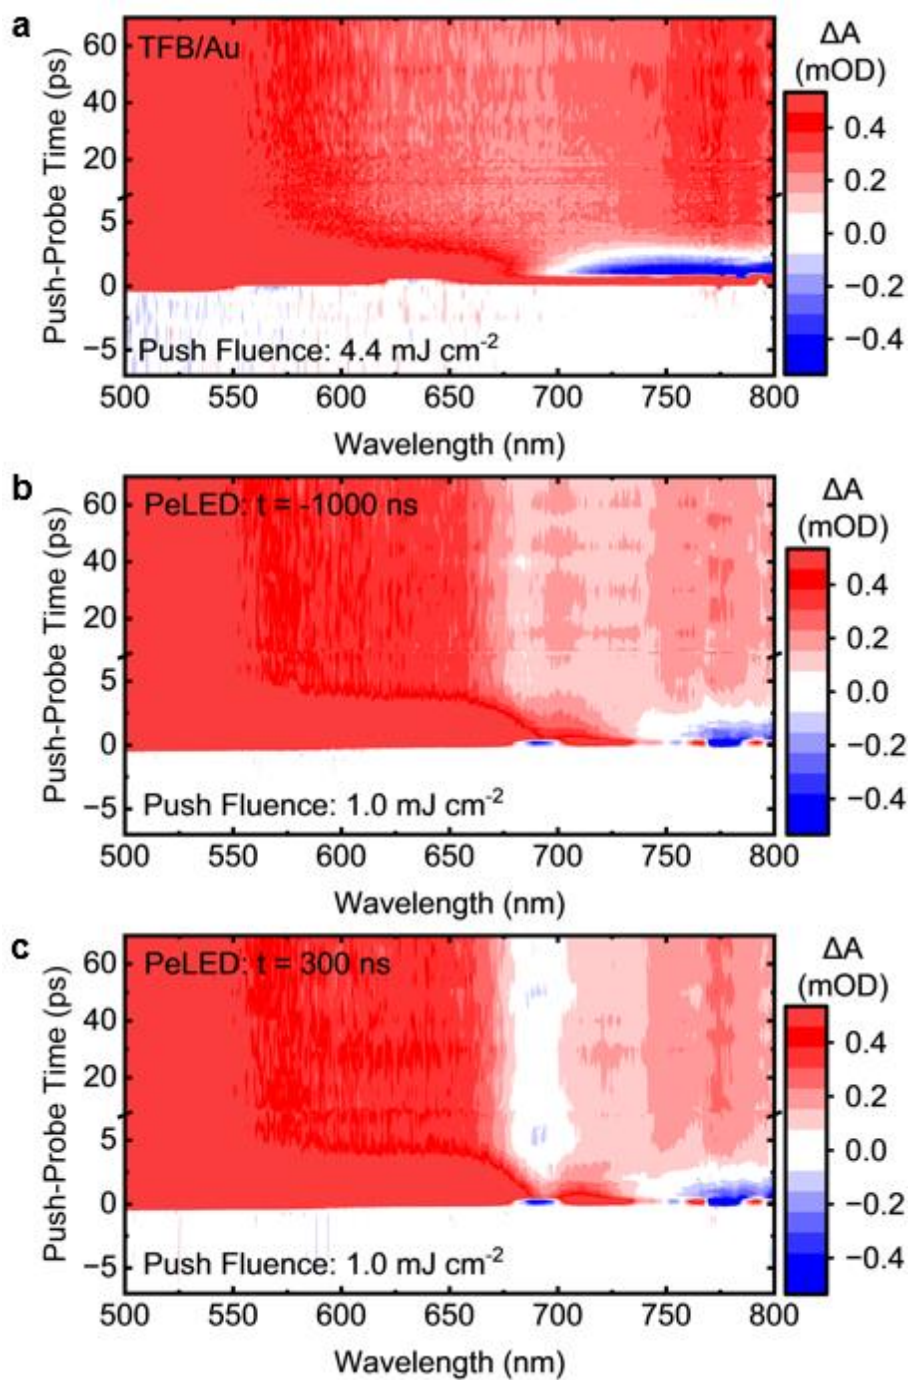 a
TFB/Au
ΔA
(mOD)
Push-Probe Time (ps)
60
40
20
5
0
−5
0.4
0.2
0.0
−0.2
−0.4
Push Fluence: 4.4 mJ cm⁻²
500 550 600 650 700 750 800
Wavelength (nm)
b
PeLED: t = -1000 ns
ΔA
(mOD)
Push-Probe Time (ps)
60
40
20
5
0
−5
0.4
0.2
0.0
−0.2
−0.4
Push Fluence: 1.0 mJ cm⁻²
500 550 600 650 700 750 800
Wavelength (nm)
c
PeLED: t = 300 ns
ΔA
(mOD)
Push-Probe Time (ps)
60
40
20
5
0
−5
0.4
0.2
0.0
−0.2
−0.4
Push Fluence: 1.0 mJ cm⁻²
500 550 600 650 700 750 800
Wavelength (nm)